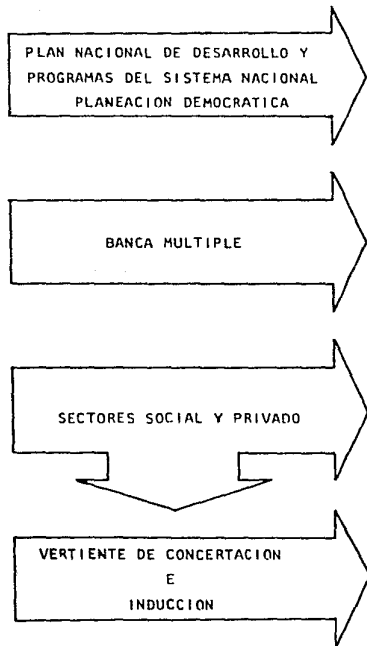 PLAN NACIONAL DE DESARROLLO Y
PROGRAMAS DEL SISTEMA NACIONAL
PLANEACION DEMOCRATICA
BANCA MULTIPLE
SECTORES SOCIAL Y PRIVADO
VERTIENTE DE CONCERTACION
E
INDUCCION